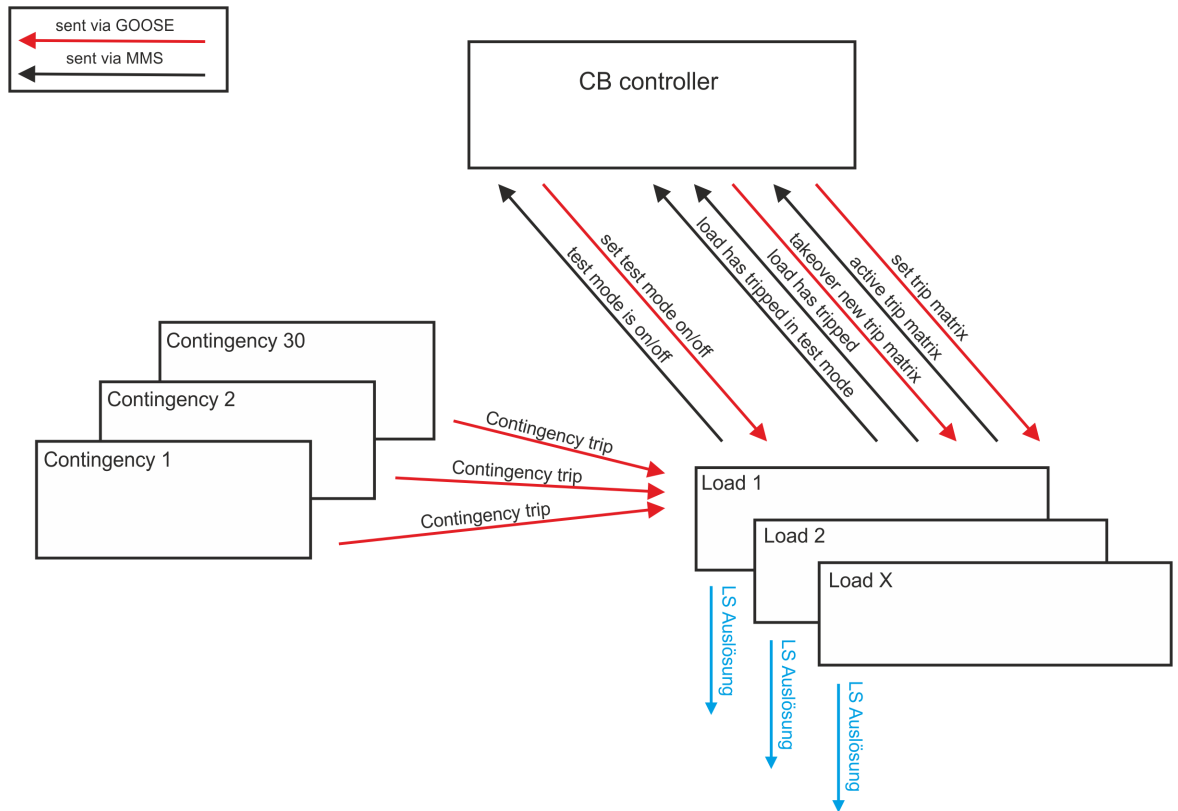 sent via GOOSE
sent via MMS
CB controller
test mode is on/off
set test mode on/off
load has tripped in test mode
load has tripped
takeover new trip matrix
active trip matrix
set trip matrix
Contingency 30
Contingency 2
Contingency 1
Contingency trip
Contingency trip
Contingency trip
Load 1
Load 2
Load X
LS Auslösung
LS Auslösung
LS Auslösung